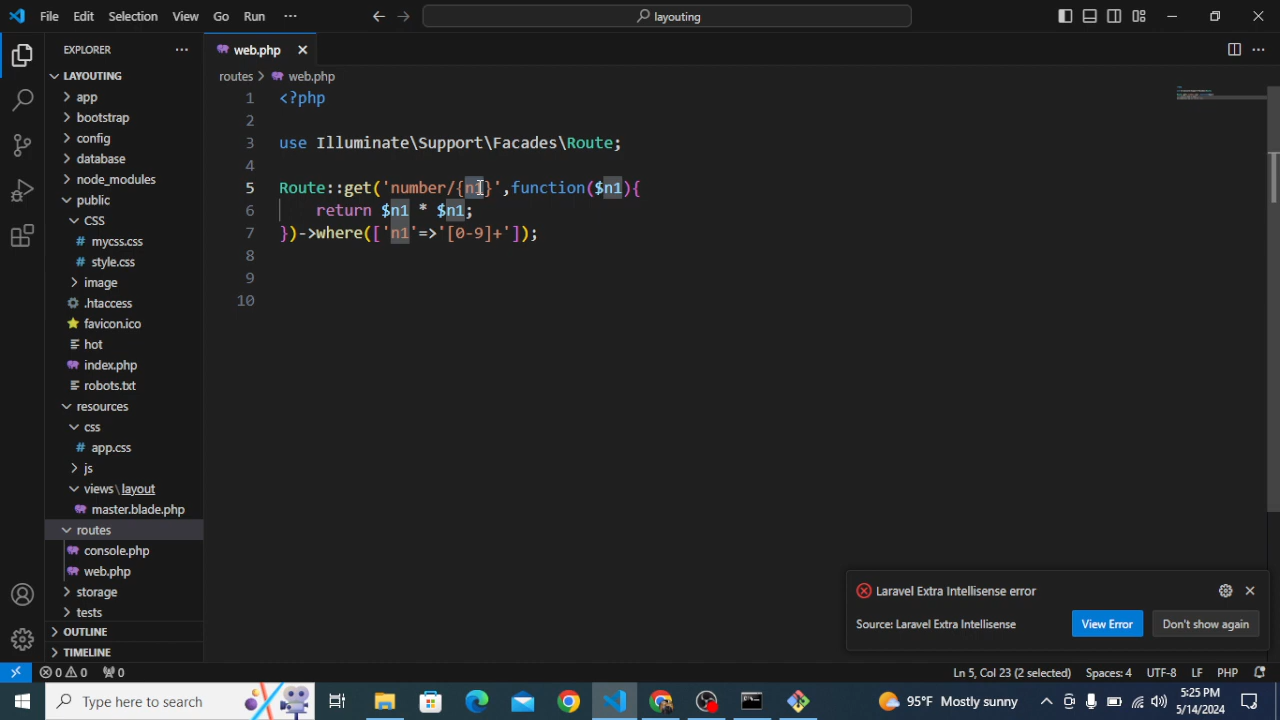 File Edit Selection View Go Run ··· layouting
EXPLORER ···
LAYOUTING
app
bootstrap
config
database
node_modules
public
CSS
mycss.css
style.css
image
.htaccess
favicon.ico
hot
index.php
robots.txt
resources
css
app.css
js
views\layout
master.blade.php
routes
console.php
web.php
storage
tests
OUTLINE
TIMELINE
web.php
routes > web.php
1 <?php
2
3 use Illuminate\Support\Facades\Route;
4
5 Route::get('number/{n1}',function($n1){
6 return $n1 * $n1;
7 })->where(['n1'=>'[0-9]+']);
8
9
10
Laravel Extra Intellisense error
Source: Laravel Extra Intellisense View Error Don't show again
0 0 0 Ln 5, Col 23 (2 selected) Spaces: 4 UTF-8 LF PHP
Type here to search 95°F Mostly sunny 5:25 PM
5/14/2024